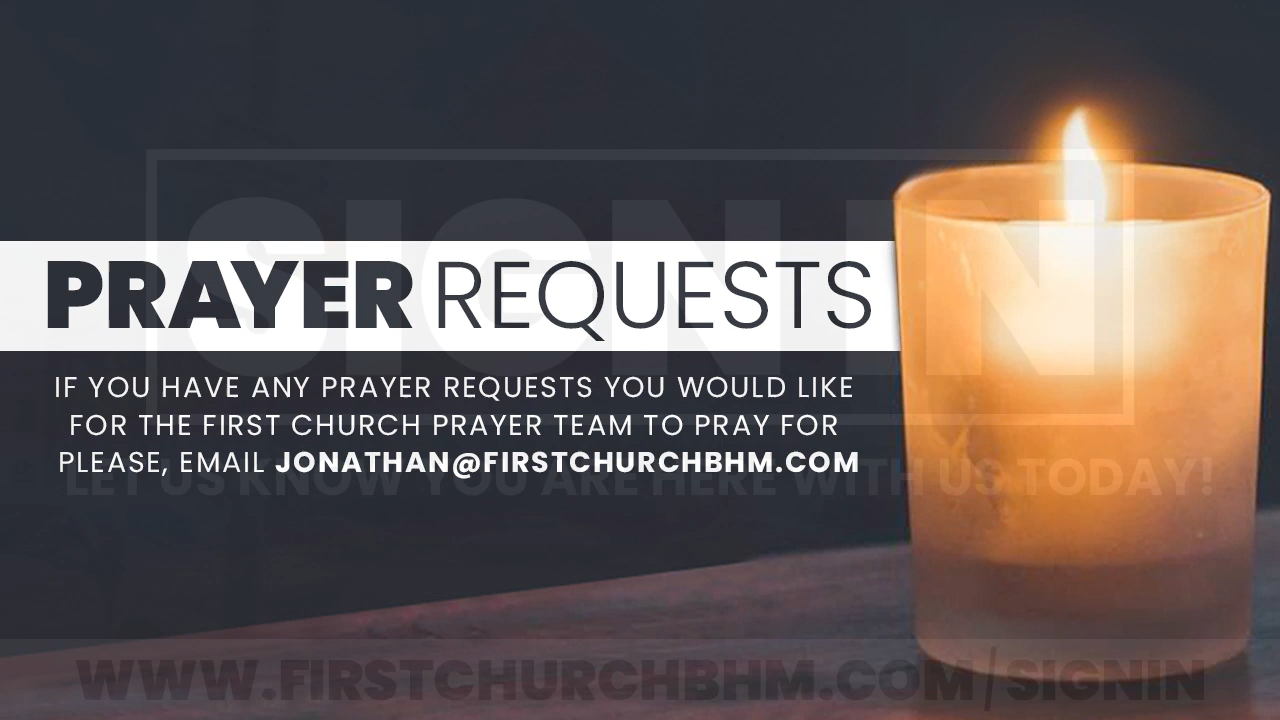 SIGN IN
PRAYER REQUESTS
IF YOU HAVE ANY PRAYER REQUESTS YOU WOULD LIKE
FOR THE FIRST CHURCH PRAYER TEAM TO PRAY FOR
PLEASE, EMAIL JONATHAN@FIRSTCHURCHBHM.COM
LET US KNOW YOU ARE HERE WITH US TODAY!
WWW.FIRSTCHURCHBHM.COM/SIGNIN